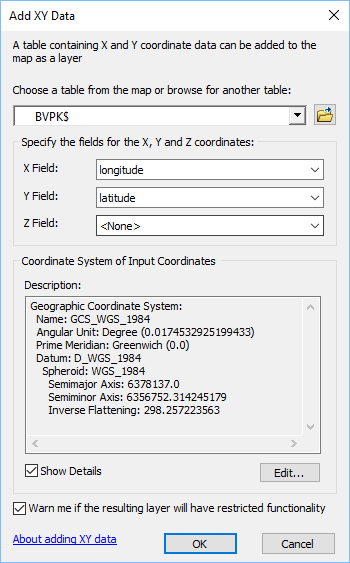 Add XY Data
A table containing X and Y coordinate data can be added to the
map as a layer
Choose a table from the map or browse for another table:
BVPK$
Specify the fields for the X, Y and Z coordinates:
X Field: longitude
Y Field: latitude
Z Field: <None>
Coordinate System of Input Coordinates
Description:
Geographic Coordinate System:
Name: GCS_WGS_1984
Angular Unit: Degree (0.0174532925199433)
Prime Meridian: Greenwich (0.0)
Datum: D_WGS_1984
Spheroid: WGS_1984
Semimajor Axis: 6378137.0
Semiminor Axis: 6356752.314245179
Inverse Flattening: 298.257223563
Show Details Edit...
Warn me if the resulting layer will have restricted functionality
About adding XY data OK Cancel